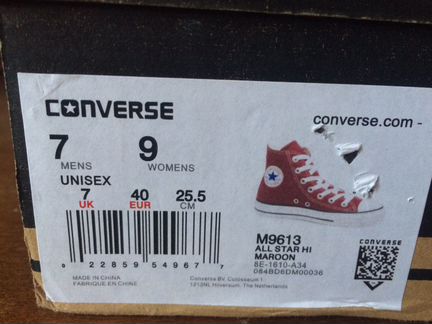 CONVERSE
converse.com -
7 MENS 9 WOMENS
UNISEX
7 UK 40 EUR 25.5 CM
M9613
ALL STAR HI
MAROON
8E-1610-A34
084BD6DM00036
CONVERSE
0 22859 54967 7
MADE IN CHINA
FABRIQUE EN CHINE
Converse BV, Colosseum 1
1213NL Hilversum, The Netherlands